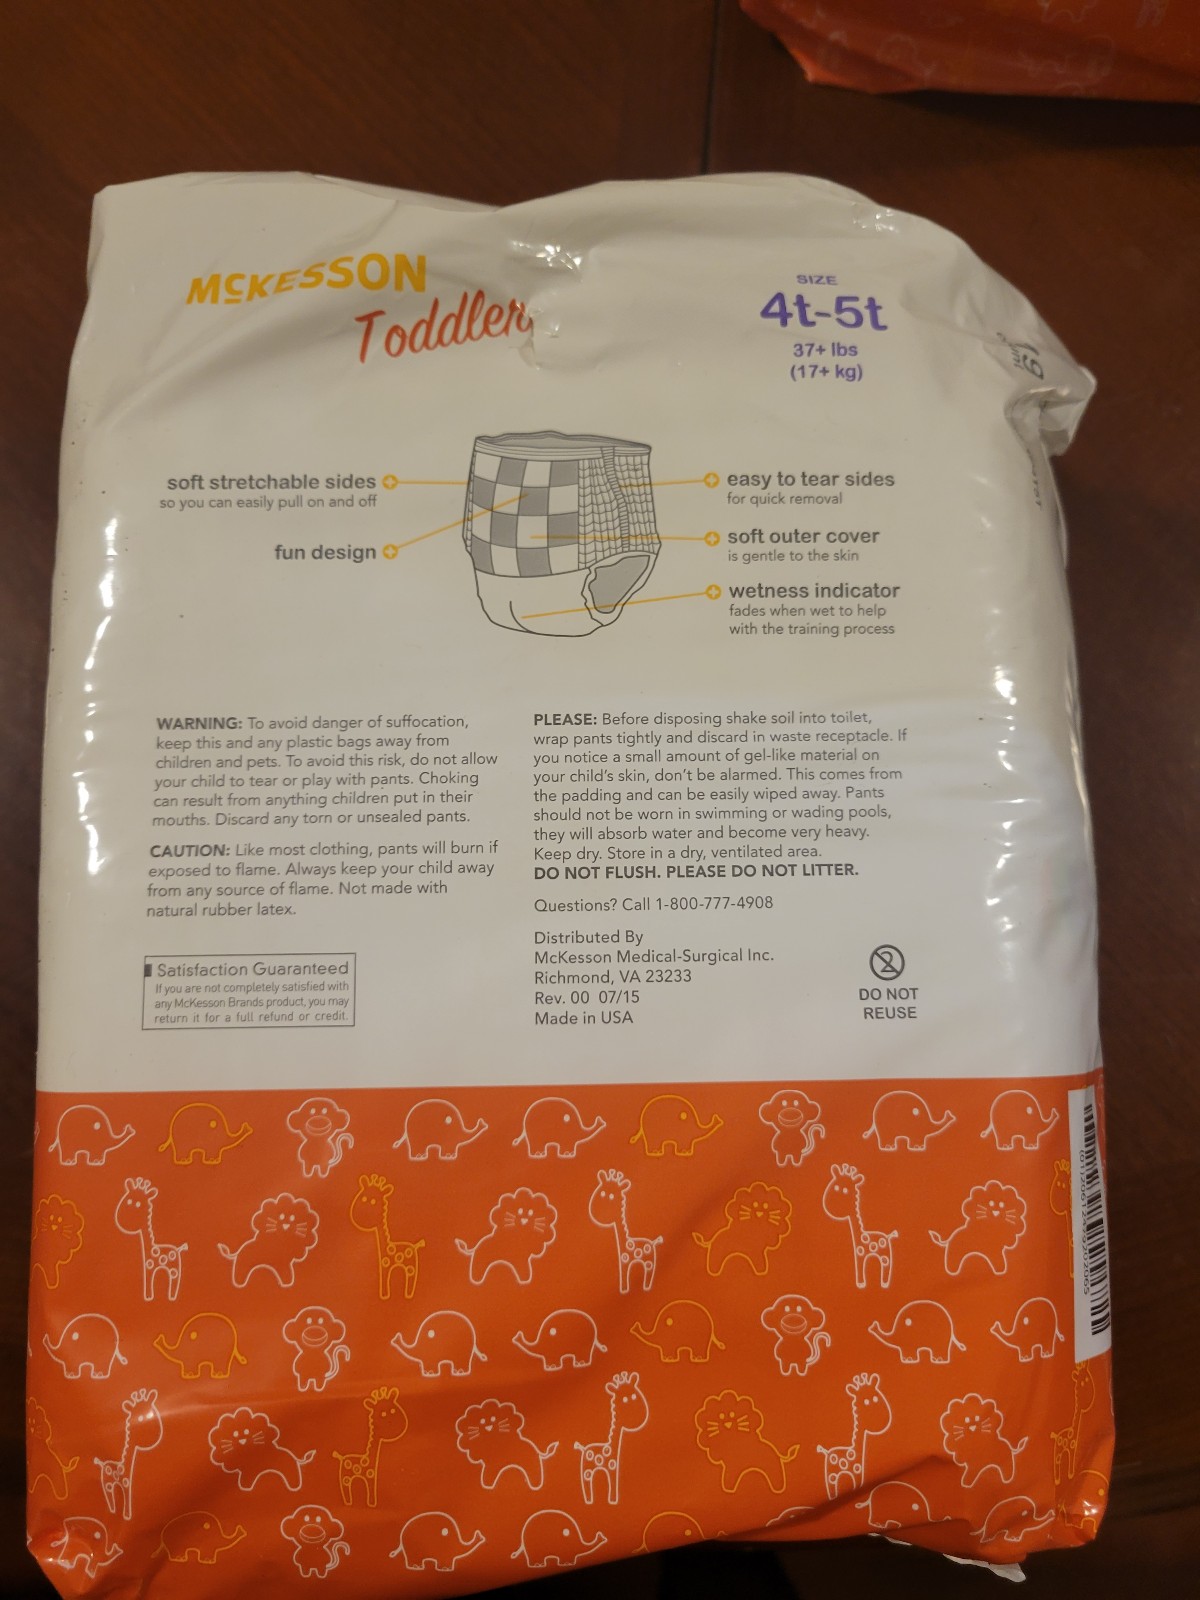 McKESSON
Toddler
SIZE
4t-5t
37+ lbs
(17+ kg)
soft stretchable sides
so you can easily pull on and off
fun design
easy to tear sides
for quick removal
soft outer cover
is gentle to the skin
wetness indicator
fades when wet to help
with the training process
WARNING: To avoid danger of suffocation,
keep this and any plastic bags away from
children and pets. To avoid this risk, do not allow
your child to tear or play with pants. Choking
can result from anything children put in their
mouths. Discard any torn or unsealed pants.
CAUTION: Like most clothing, pants will burn if
exposed to flame. Always keep your child away
from any source of flame. Not made with
natural rubber latex.
Satisfaction Guaranteed
If you are not completely satisfied with
any McKesson Brands product, you may
return it for a full refund or credit.
PLEASE: Before disposing shake soil into toilet,
wrap pants tightly and discard in waste receptacle. If
you notice a small amount of gel-like material on
your child's skin, don't be alarmed. This comes from
the padding and can be easily wiped away. Pants
should not be worn in swimming or wading pools,
they will absorb water and become very heavy.
Keep dry. Store in a dry, ventilated area.
DO NOT FLUSH. PLEASE DO NOT LITTER.
Questions? Call 1-800-777-4908
Distributed By
McKesson Medical-Surgical Inc.
Richmond, VA 23233
Rev. 00 07/15
Made in USA
2
DO NOT
REUSE